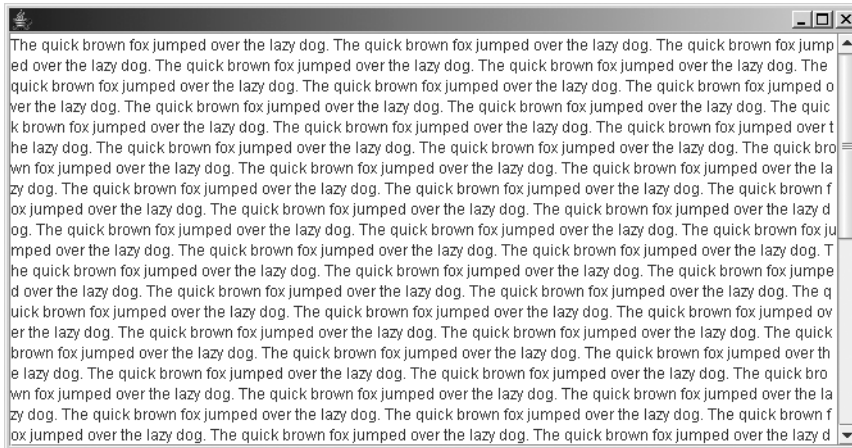 The quick brown fox jumped over the lazy dog. The quick brown fox jumped over the lazy dog. The quick brown fox jump
ed over the lazy dog. The quick brown fox jumped over the lazy dog. The quick brown fox jumped over the lazy dog. The
quick brown fox jumped over the lazy dog. The quick brown fox jumped over the lazy dog. The quick brown fox jumped o
ver the lazy dog. The quick brown fox jumped over the lazy dog. The quick brown fox jumped over the lazy dog. The quic
k brown fox jumped over the lazy dog. The quick brown fox jumped over the lazy dog. The quick brown fox jumped over t
he lazy dog. The quick brown fox jumped over the lazy dog. The quick brown fox jumped over the lazy dog. The quick bro
wn fox jumped over the lazy dog. The quick brown fox jumped over the lazy dog. The quick brown fox jumped over the la
zy dog. The quick brown fox jumped over the lazy dog. The quick brown fox jumped over the lazy dog. The quick brown f
ox jumped over the lazy dog. The quick brown fox jumped over the lazy dog. The quick brown fox jumped over the lazy d
og. The quick brown fox jumped over the lazy dog. The quick brown fox jumped over the lazy dog. The quick brown fox ju
mped over the lazy dog. The quick brown fox jumped over the lazy dog. The quick brown fox jumped over the lazy dog. T
he quick brown fox jumped over the lazy dog. The quick brown fox jumped over the lazy dog. The quick brown fox jumpe
d over the lazy dog. The quick brown fox jumped over the lazy dog. The quick brown fox jumped over the lazy dog. The q
uick brown fox jumped over the lazy dog. The quick brown fox jumped over the lazy dog. The quick brown fox jumped ov
er the lazy dog. The quick brown fox jumped over the lazy dog. The quick brown fox jumped over the lazy dog. The quick
brown fox jumped over the lazy dog. The quick brown fox jumped over the lazy dog. The quick brown fox jumped over th
e lazy dog. The quick brown fox jumped over the lazy dog. The quick brown fox jumped over the lazy dog. The quick bro
wn fox jumped over the lazy dog. The quick brown fox jumped over the lazy dog. The quick brown fox jumped over the la
zy dog. The quick brown fox jumped over the lazy dog. The quick brown fox jumped over the lazy dog. The quick brown f
ox jumped over the lazy dog. The quick brown fox jumped over the lazy dog. The quick brown fox jumped over the lazy d